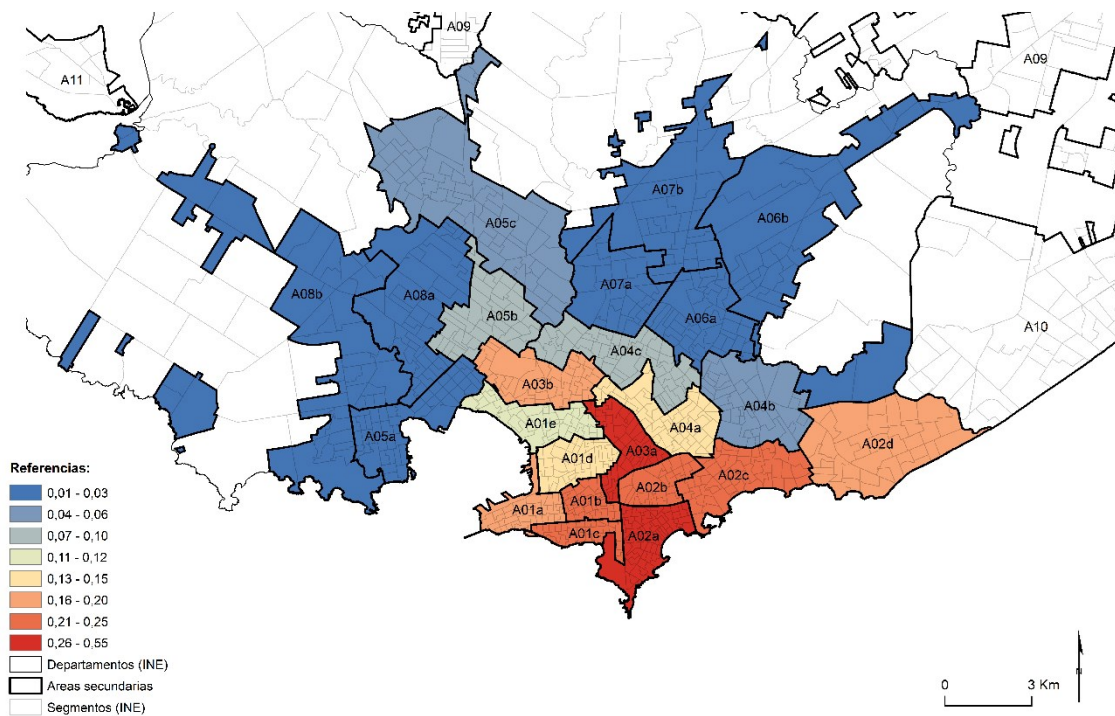 A09
A11
A09
A07b
A06b
A05c
A07a
A08b
A08a
A05b
A06a
A10
A04c
A03b
A04b
A01e
A04a
A02d
A05a
A03a
A01d
A02c
A02b
A01b
A01a
A01c
A02a
Referencias:
0,01 - 0,03
0,04 - 0,06
0,07 - 0,10
0,11 - 0,12
0,13 - 0,15
0,16 - 0,20
0,21 - 0,25
0,26 - 0,55
Departamentos (INE)
Areas secundarias
Segmentos (INE)
N
0 3 Km